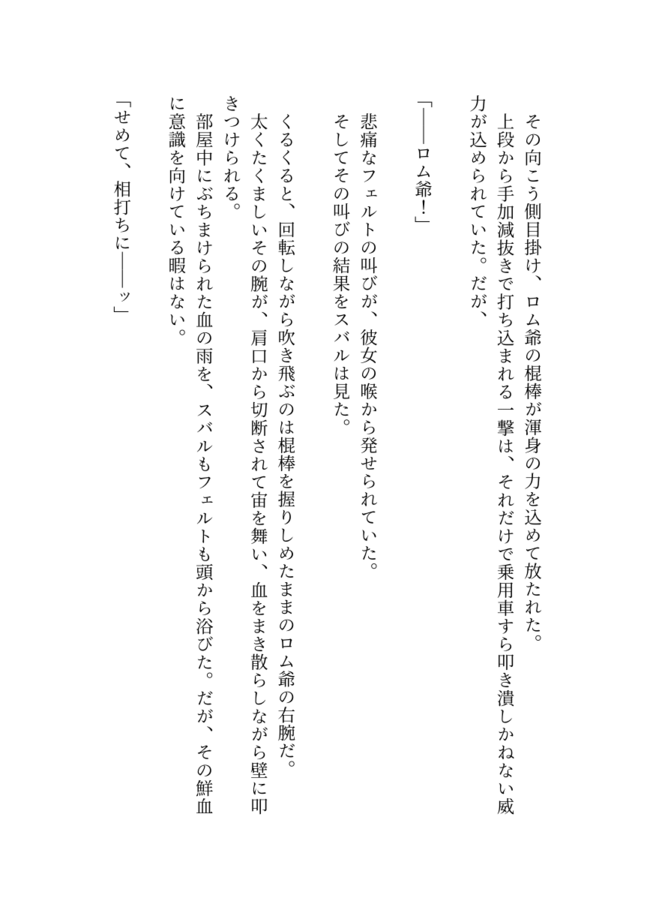 その向こう側目掛け、ロム爺の棍棒が渾身の力を込めて放たれた。
上段から手加減抜きで打ち込まれる一撃は、それだけで乗用車すら叩き潰しかねない威
力が込められていた。だが、
「――ロム爺！」
悲痛なフェルトの叫びが、彼女の喉から発せられていた。
そしてその叫びの結果をスバルは見た。
くるくると、回転しながら吹き飛ぶのは棍棒を握りしめたままのロム爺の右腕だ。
太くたくましいその腕が、肩口から切断されて宙を舞い、血をまき散らしながら壁に叩
きつけられる。
部屋中にぶちまけられた血の雨を、スバルもフェルトも頭から浴びた。だが、その鮮血
に意識を向けている暇はない。
「せめて、相打ちに――ッ」